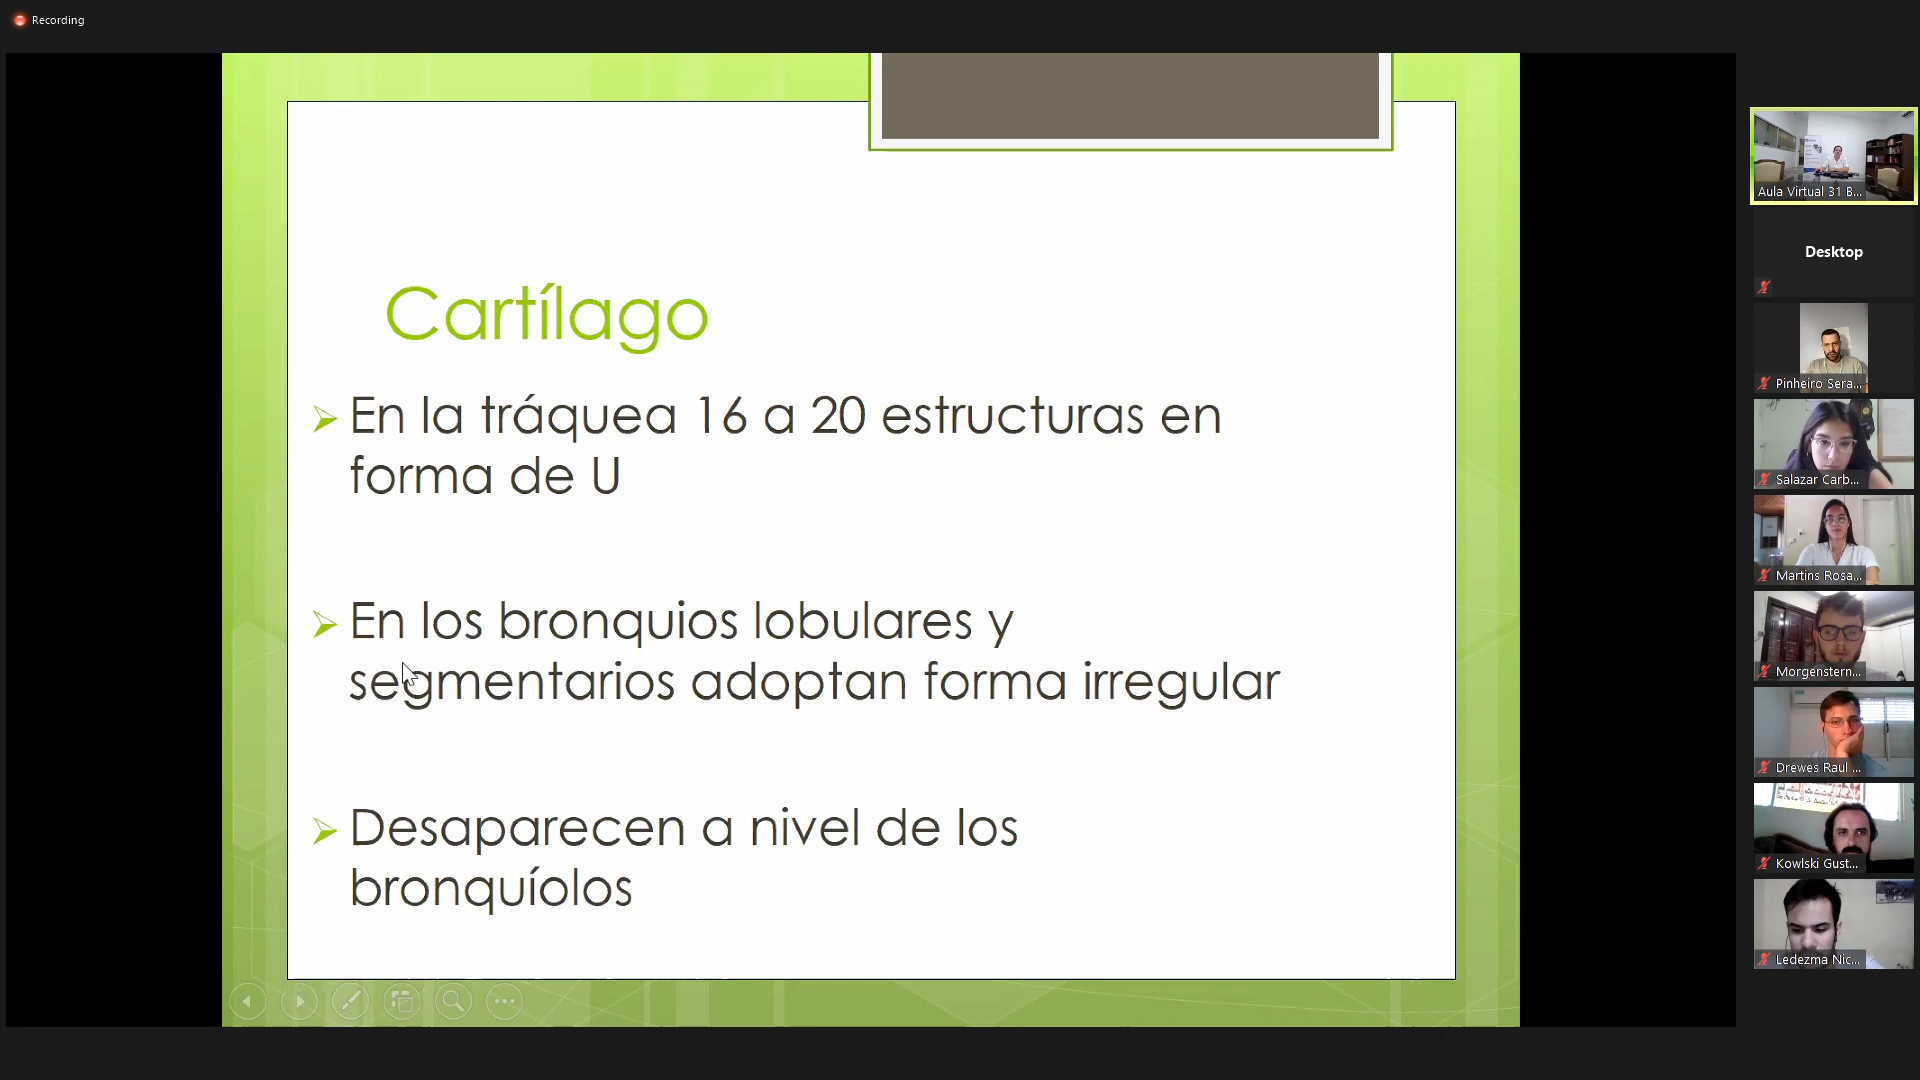 Recording
Cartílago
En la tráquea 16 a 20 estructuras en
forma de U
En los bronquios lobulares y
segmentarios adoptan forma irregular
Desaparecen a nivel de los
bronquíolos
Aula Virtual 31 B...
Desktop
Pinheiro Sera...
Salazar Carb...
Martins Rosa...
Morgenstern...
Drewes Raul ...
Kowlski Gust...
Ledezma Nic...